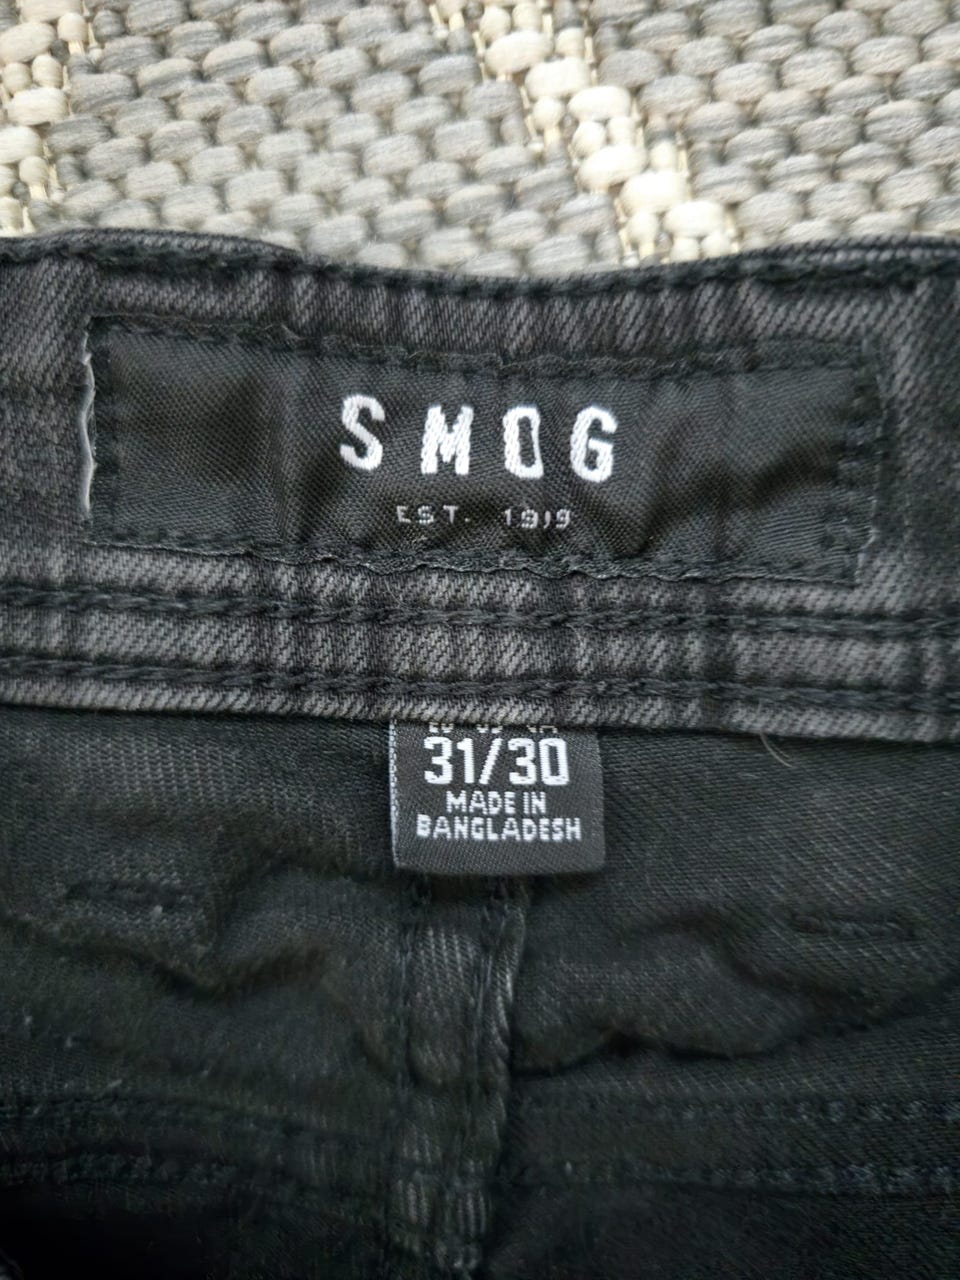 SMOG
EST. 1919
31/30
MADE IN
BANGLADESH